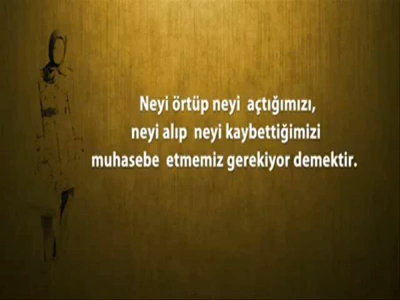 Neyi örtüp neyi açtığımızı,
neyi alıp neyi kaybettiğimizi
muhasebe etmemiz gerekiyor demektir.